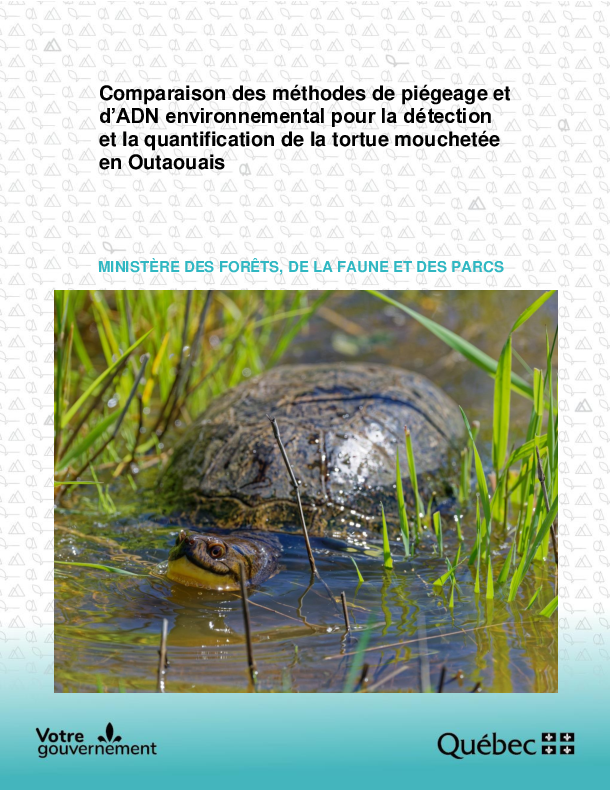 Comparaison des méthodes de piégeage et
d’ADN environnemental pour la détection
et la quantification de la tortue mouchetée
en Outaouais
MINISTÈRE DES FORÊTS, DE LA FAUNE ET DES PARCS
Votre
gouvernement
Québec